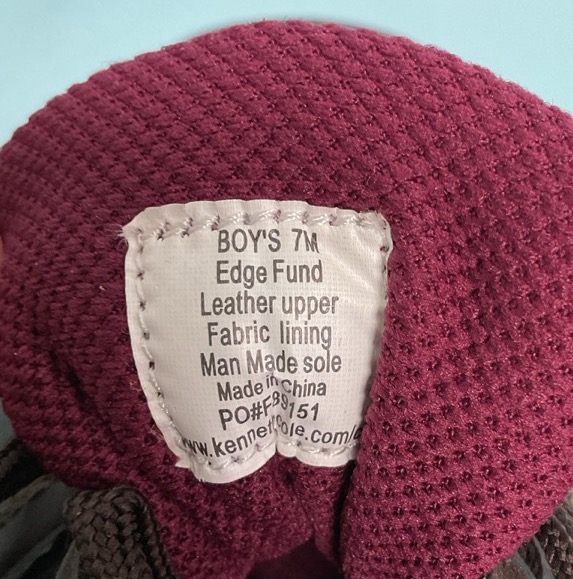 BOY'S 7M
Edge Fund
Leather upper
Fabric lining
Man Made sole
Made in China